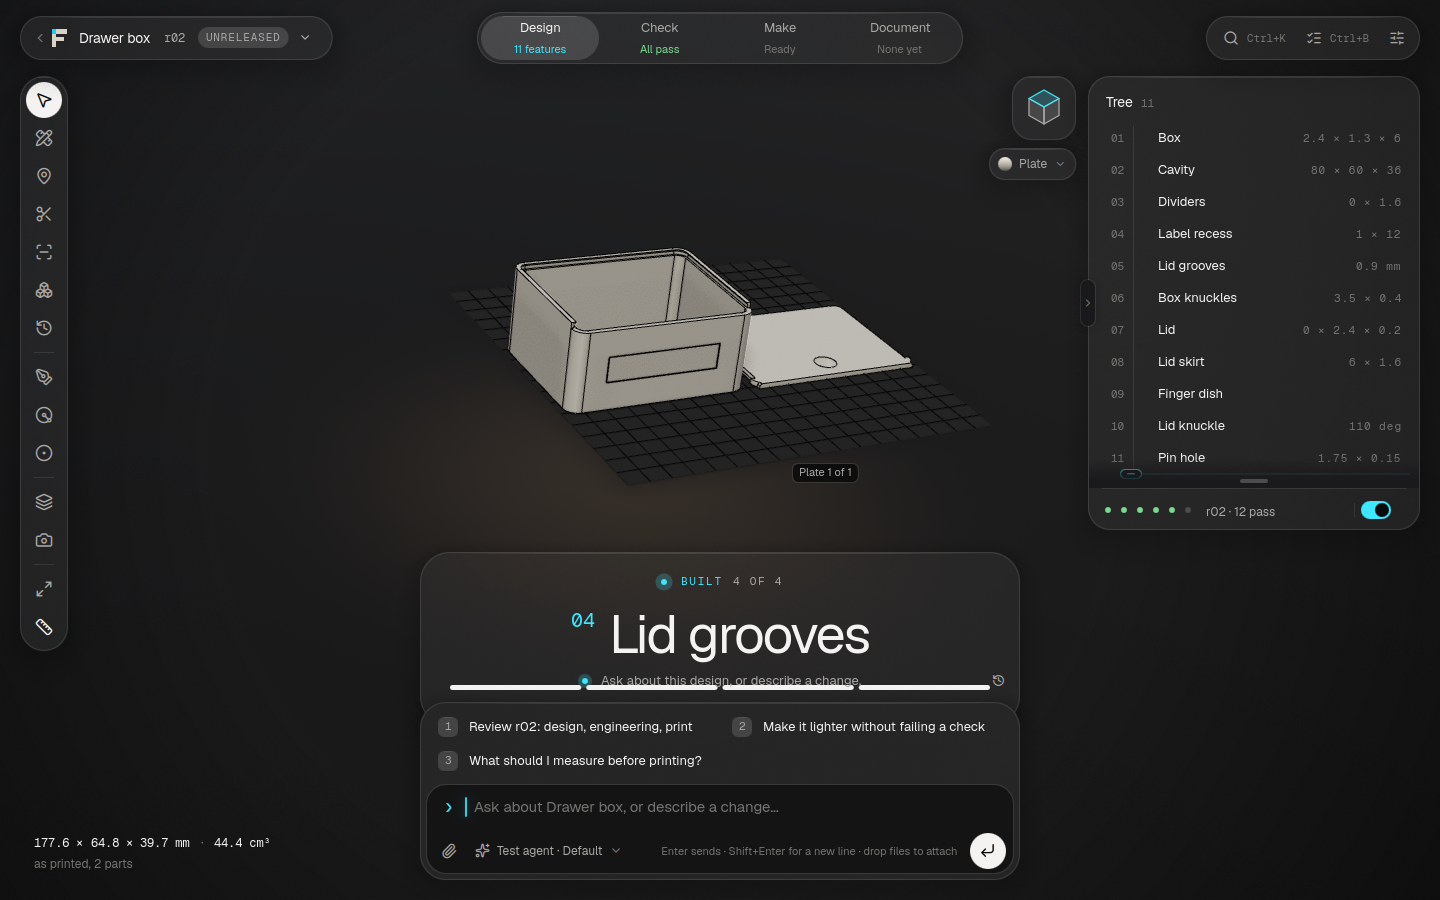 Drawer box r02 UNRELEASED
Design
11 features
Check
All pass
Make
Ready
Document
None yet
Ctrl+K
Ctrl+B
Plate
Tree 11
01 Box 2.4 × 1.3 × 6
02 Cavity 80 × 60 × 36
03 Dividers 0 × 1.6
04 Label recess 1 × 12
05 Lid grooves 0.9 mm
06 Box knuckles 3.5 × 0.4
07 Lid 0 × 2.4 × 0.2
08 Lid skirt 6 × 1.6
09 Finger dish
10 Lid knuckle 110 deg
11 Pin hole 1.75 × 0.15
r02 · 12 pass
Plate 1 of 1
BUILT 4 OF 4
04 Lid grooves
Ask about this design, or describe a change.
1 Review r02: design, engineering, print
2 Make it lighter without failing a check
3 What should I measure before printing?
Ask about Drawer box, or describe a change…
Test agent · Default
Enter sends · Shift+Enter for a new line · drop files to attach
177.6 × 64.8 × 39.7 mm · 44.4 cm³
as printed, 2 parts